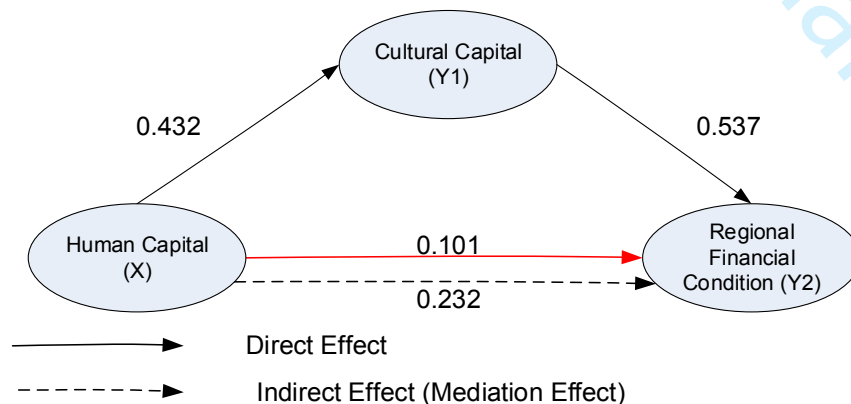 Cultural Capital
(Y1)
0.432
0.537
Human Capital
(X)
0.101
0.232
Regional
Financial
Condition (Y2)
Direct Effect
Indirect Effect (Mediation Effect)